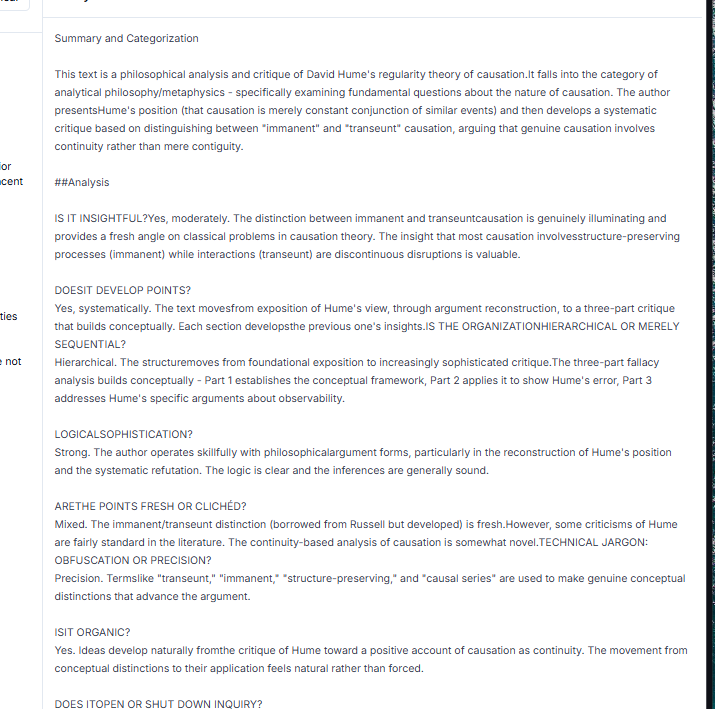 Summary and Categorization
This text is a philosophical analysis and critique of David Hume's regularity theory of causation.It falls into the category of
analytical philosophy/metaphysics - specifically examining fundamental questions about the nature of causation. The author
presentsHume's position (that causation is merely constant conjunction of similar events) and then develops a systematic
critique based on distinguishing between "immanent" and "transeunt" causation, arguing that genuine causation involves
continuity rather than mere contiguity.
ior
acent
##Analysis
IS IT INSIGHTFUL?Yes, moderately. The distinction between immanent and transeuntcausation is genuinely illuminating and
provides a fresh angle on classical problems in causation theory. The insight that most causation involvesstructure-preserving
processes (immanent) while interactions (transeunt) are discontinuous disruptions is valuable.
DOESIT DEVELOP POINTS?
Yes, systematically. The text movesfrom exposition of Hume's view, through argument reconstruction, to a three-part critique
ties
that builds conceptually. Each section developsthe previous one's insights.IS THE ORGANIZATIONHIERARCHICAL OR MERELY
SEQUENTIAL?
Hierarchical. The structuremoves from foundational exposition to increasingly sophisticated critique.The three-part fallacy
not
analysis builds conceptually - Part 1 establishes the conceptual framework, Part 2 applies it to show Hume's error, Part 3
addresses Hume's specific arguments about observability.
LOGICALSOPHISTICATION?
Strong. The author operates skillfully with philosophicalargument forms, particularly in the reconstruction of Hume's position
and the systematic refutation. The logic is clear and the inferences are generally sound.
ARETHE POINTS FRESH OR CLICHÉD?
Mixed. The immanent/transeunt distinction (borrowed from Russell but developed) is fresh.However, some criticisms of Hume
are fairly standard in the literature. The continuity-based analysis of causation is somewhat novel.TECHNICAL JARGON:
OBFUSCATION OR PRECISION?
Precision. Termslike "transeunt," "immanent," "structure-preserving," and "causal series" are used to make genuine conceptual
distinctions that advance the argument.
ISIT ORGANIC?
Yes. Ideas develop naturally fromthe critique of Hume toward a positive account of causation as continuity. The movement from
conceptual distinctions to their application feels natural rather than forced.
DOES ITOPEN OR SHUT DOWN INQUIRY?